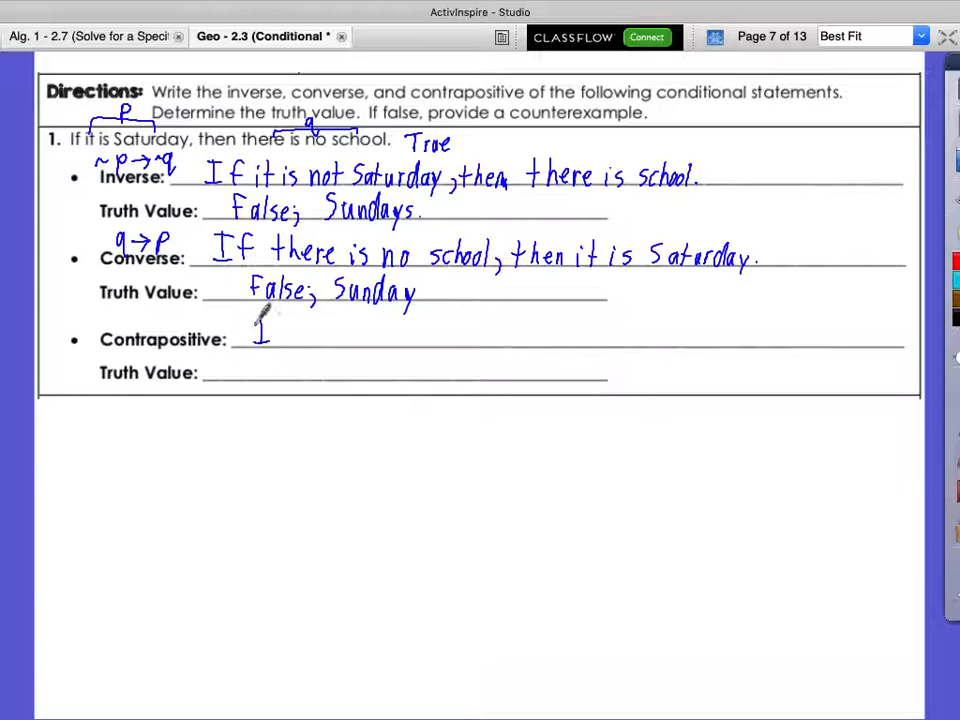 ActivInspire - Studio
Alg. 1 - 2.7 (Solve for a Specif
Geo - 2.3 (Conditional *
CLASSFLOW
Connect
Page 7 of 13
Best Fit
Directions: Write the inverse, converse, and contrapositive of the following conditional statements.
Determine the truth value. If false, provide a counterexample.
p
q
1. If it is Saturday, then there is no school. True
~p→~q
• Inverse: If it is not Saturday, then there is school.
Truth Value: False; Sundays.
q→p
• Converse: If there is no school, then it is Saturday.
Truth Value: False; Sunday
• Contrapositive: I
Truth Value: